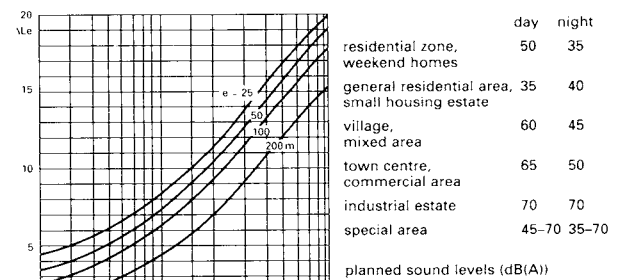 20
ΔLe
15
10
5
e - 25
50
100
200 m
day night
residential zone, 50 35
weekend homes
general residential area, 35 40
small housing estate
village, 60 45
mixed area
town centre, 65 50
commercial area
industrial estate 70 70
special area 45–70 35–70
planned sound levels (dB(A))